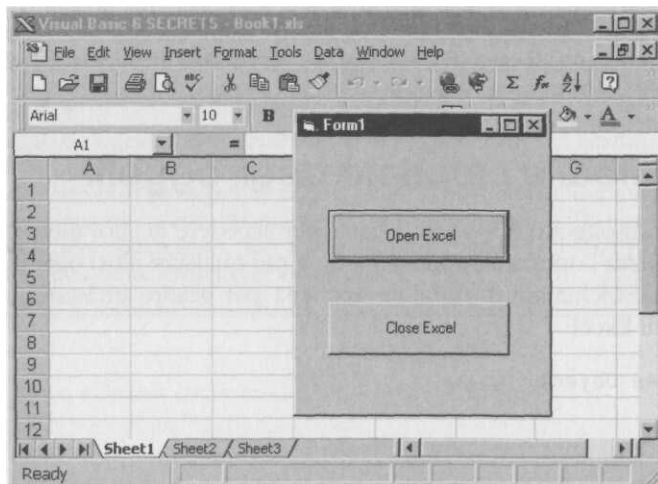 Visual Basic 6 SECRETS - Book1.xls
File Edit View Insert Format Tools Data Window Help
Arial 10 B
A1 =
Form1
A B C G
1
2
3
4
5
6
7
8
9
10
11
12
Open Excel
Close Excel
Sheet1 Sheet2 Sheet3
Ready